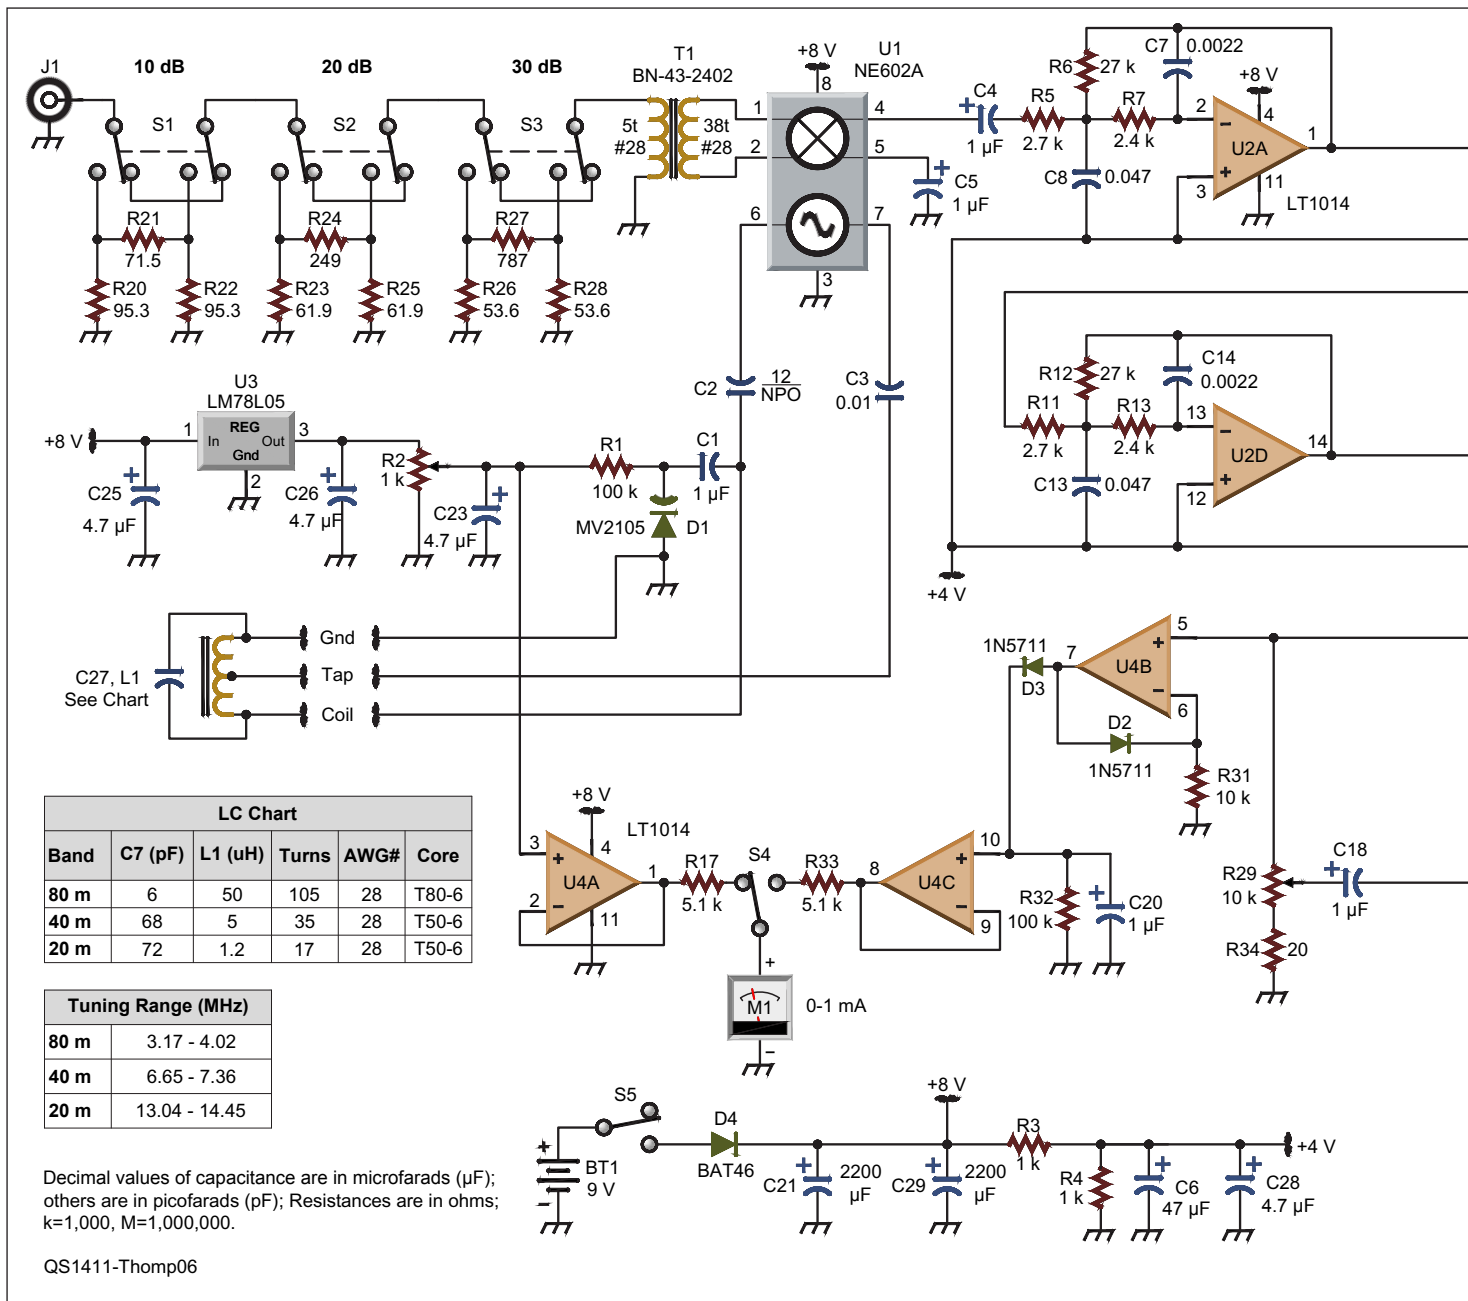 J1
10 dB
20 dB
30 dB
T1
BN-43-2402
+8 V
U1
NE602A
C7
0.0022
R6
27 k
+8 V
S1
S2
S3
5t
#28
38t
#28
1
2
8
4
5
6
7
3
C4
+
1 µF
R5
2.7 k
R7
2.4 k
2
4
1
U2A
3
11
LT1014
C5
+
1 µF
C8
0.047
R21
71.5
R24
249
R27
787
R20
95.3
R22
95.3
R23
61.9
R25
61.9
R26
53.6
R28
53.6
R12
27 k
C14
0.0022
R11
2.7 k
R13
2.4 k
13
14
U2D
12
C13
0.047
+4 V
U3
LM78L05
+8 V
1
REG
In
Out
Gnd
3
2
C2
12
NPO
C3
0.01
R2
1 k
R1
100 k
C1
1 µF
+
C25
4.7 µF
+
C26
4.7 µF
+
C23
4.7 µF
MV2105
D1
Gnd
Tap
Coil
C27, L1
See Chart
1N5711
7
D3
U4B
5
6
D2
1N5711
R31
10 k
LC Chart
Band C7 (pF) L1 (uH) Turns AWG# Core
80 m 6 50 105 28 T80-6
40 m 68 5 35 28 T50-6
20 m 72 1.2 17 28 T50-6
+8 V
LT1014
3
4
U4A
1
2
11
R17
5.1 k
S4
R33
5.1 k
8
U4C
10
9
R32
100 k
+
C20
1 µF
R29
10 k
C18
+
1 µF
R34
20
+
M1
0-1 mA
−
Tuning Range (MHz)
80 m 3.17 - 4.02
40 m 6.65 - 7.36
20 m 13.04 - 14.45
S5
D4
BAT46
+8 V
R3
1 k
+4 V
BT1
9 V
+
C21
2200
µF
C29
+
2200
µF
R4
1 k
+
C6
47 µF
+
C28
4.7 µF
Decimal values of capacitance are in microfarads (µF);
others are in picofarads (pF); Resistances are in ohms;
k=1,000, M=1,000,000.
QS1411-Thomp06